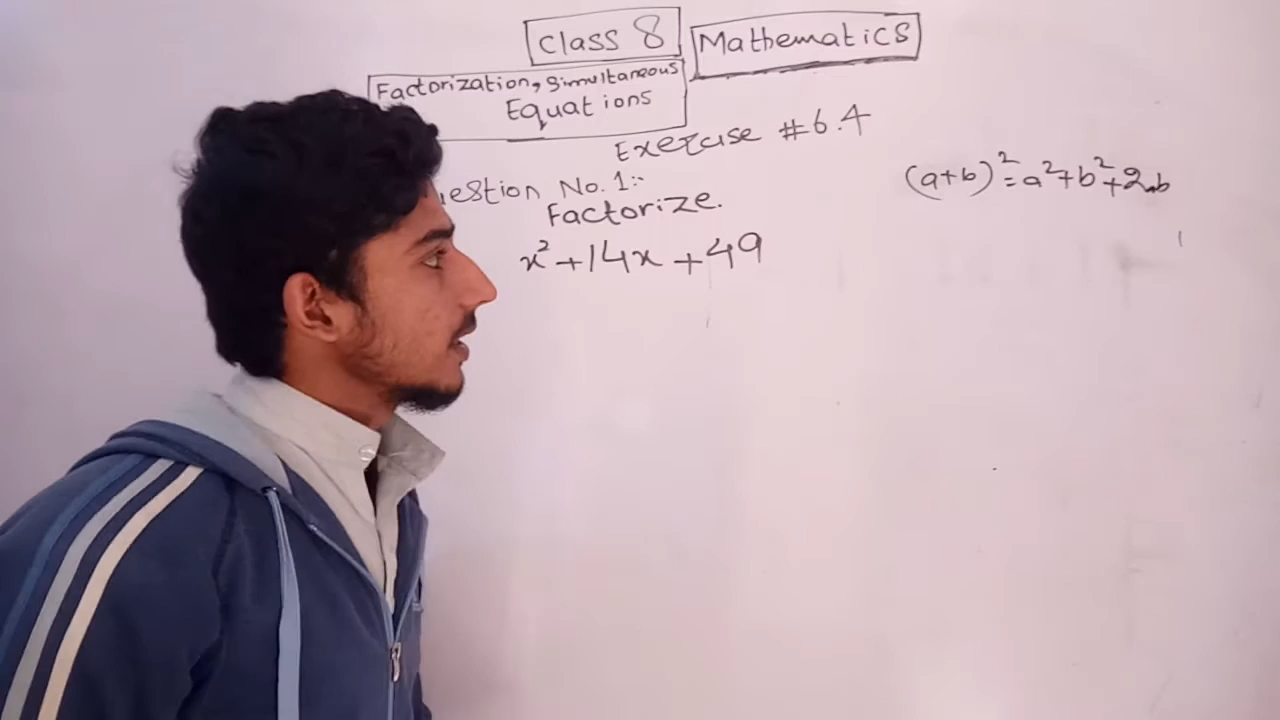 Class 8
Mathematics
Factorization, Simultaneous
Equations
Exercise #6.4
uestion No. 1:-
Factorize.
x² + 14x + 49
(a+b)² = a² + b² + 2ab